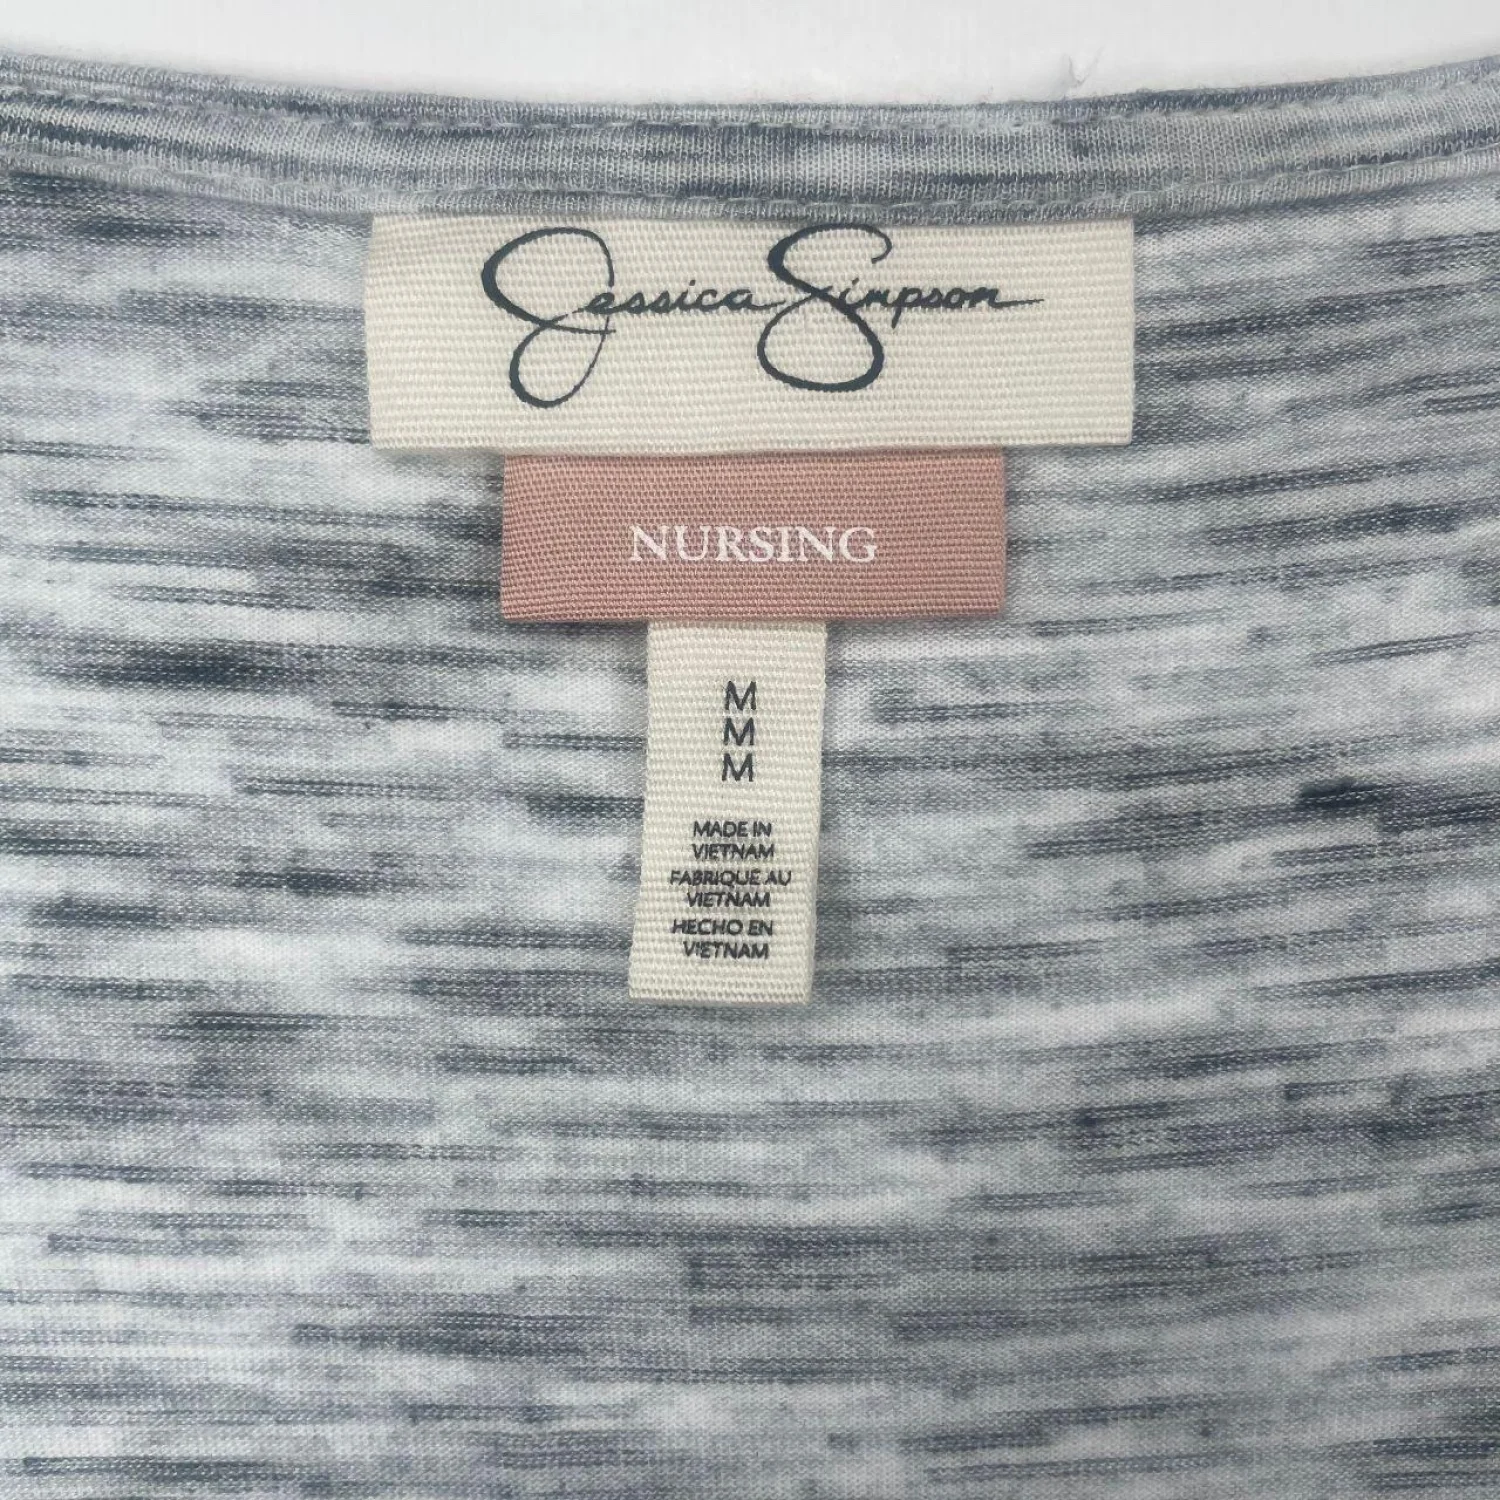 Jessica Simpson
NURSING
M
M
M
MADE IN
VIETNAM
FABRIQUE AU
VIETNAM
HECHO EN
VIETNAM